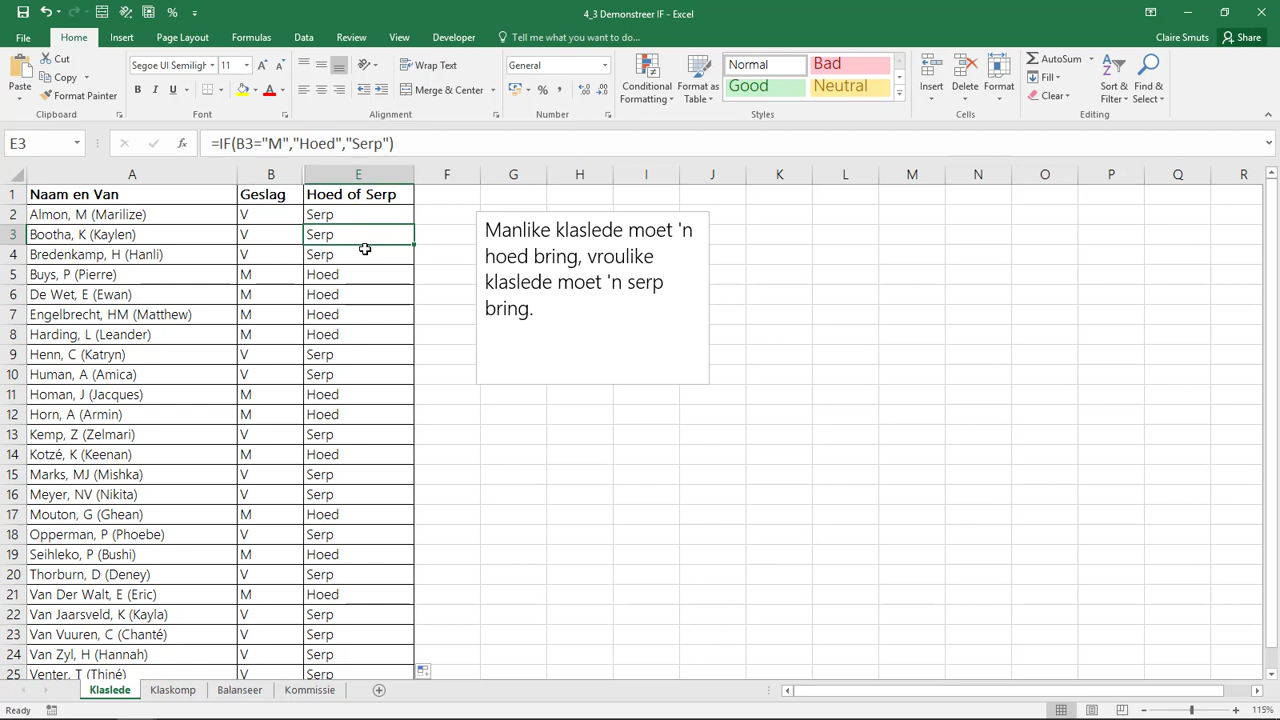 4_3 Demonstreer IF - Excel
File Home Insert Page Layout Formulas Data Review View Developer Tell me what you want to do... Claire Smuts Share
Paste
Cut
Copy
Format Painter
Clipboard
Segoe UI Semiligh 11
B I U
Font
Wrap Text
Merge & Center
Alignment
General
%
Number
Conditional Formatting
Format as Table
Normal Bad
Good Neutral
Styles
Insert Delete Format
Cells
AutoSum
Fill
Clear
Sort & Filter
Find & Select
Editing
E3 fx =IF(B3="M","Hoed","Serp")
A B E F G H I J K L M N O P Q R
1 Naam en Van Geslag Hoed of Serp
2 Almon, M (Marilize) V Serp
3 Bootha, K (Kaylen) V Serp
4 Bredenkamp, H (Hanli) V Serp
5 Buys, P (Pierre) M Hoed
6 De Wet, E (Ewan) M Hoed
7 Engelbrecht, HM (Matthew) M Hoed
8 Harding, L (Leander) M Hoed
9 Henn, C (Katryn) V Serp
10 Human, A (Amica) V Serp
11 Homan, J (Jacques) M Hoed
12 Horn, A (Armin) M Hoed
13 Kemp, Z (Zelmari) V Serp
14 Kotzé, K (Keenan) M Hoed
15 Marks, MJ (Mishka) V Serp
16 Meyer, NV (Nikita) V Serp
17 Mouton, G (Ghean) M Hoed
18 Opperman, P (Phoebe) V Serp
19 Seihleko, P (Bushi) M Hoed
20 Thorburn, D (Deney) V Serp
21 Van Der Walt, E (Eric) M Hoed
22 Van Jaarsveld, K (Kayla) V Serp
23 Van Vuuren, C (Chanté) V Serp
24 Van Zyl, H (Hannah) V Serp
25 Venter, T (Thiné) V Serp
Manlike klaslede moet 'n
hoed bring, vroulike
klaslede moet 'n serp
bring.
Klaslede Klaskomp Balanseer Kommissie
Ready 115%